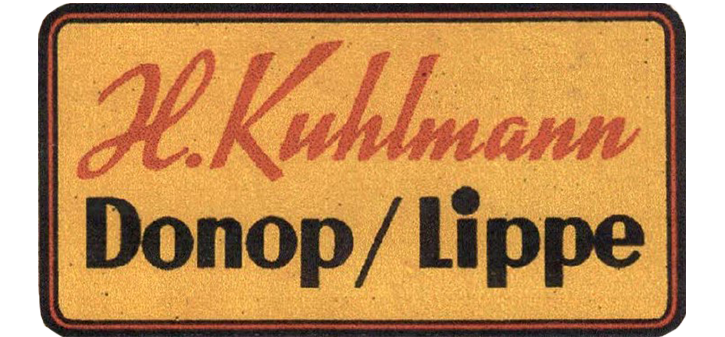 H. Kuhlmann
Donop/Lippe